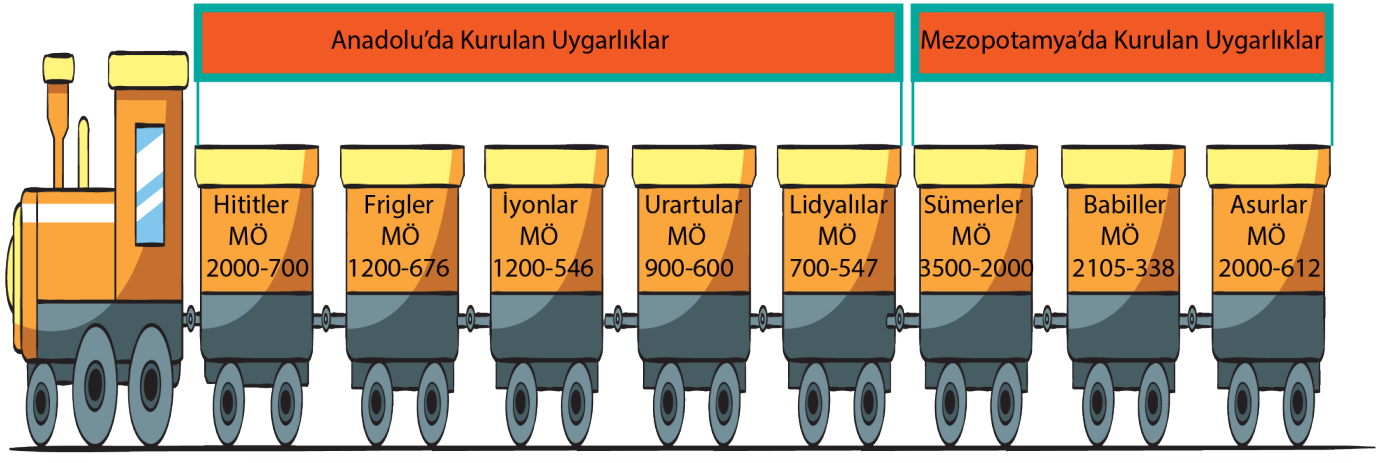 Anadolu’da Kurulan Uygarlıklar
Mezopotamya’da Kurulan Uygarlıklar
Hititler
MÖ
2000-700
Frigler
MÖ
1200-676
İyonlar
MÖ
1200-546
Urartular
MÖ
900-600
Lidyalılar
MÖ
700-547
Sümerler
MÖ
3500-2000
Babiller
MÖ
2105-338
Asurlar
MÖ
2000-612